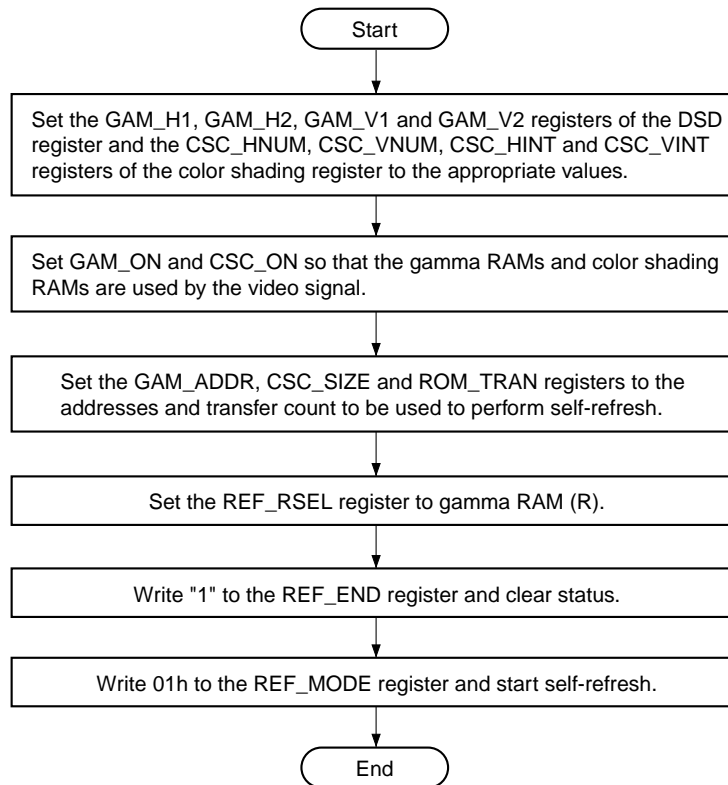 Start
Set the GAM_H1, GAM_H2, GAM_V1 and GAM_V2 registers of the DSD
register and the CSC_HNUM, CSC_VNUM, CSC_HINT and CSC_VINT
registers of the color shading register to the appropriate values.
Set GAM_ON and CSC_ON so that the gamma RAMs and color shading
RAMs are used by the video signal.
Set the GAM_ADDR, CSC_SIZE and ROM_TRAN registers to the
addresses and transfer count to be used to perform self-refresh.
Set the REF_RSEL register to gamma RAM (R).
Write "1" to the REF_END register and clear status.
Write 01h to the REF_MODE register and start self-refresh.
End